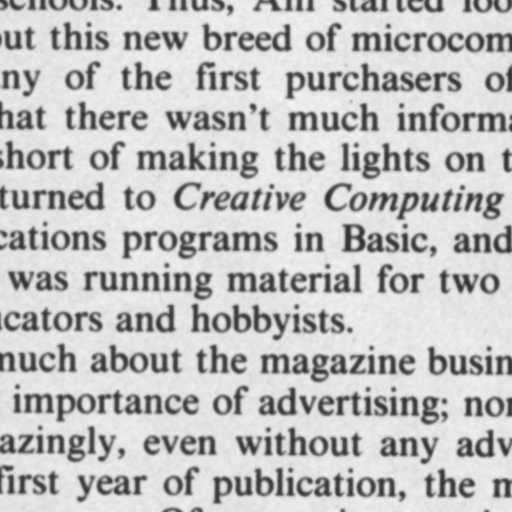 schools. Thus, Ahl started loo
out this new breed of microcom
ny of the first purchasers of
hat there wasn't much informa
short of making the lights on t
turned to Creative Computing
cations programs in Basic, and
was running material for two
ucators and hobbyists.
much about the magazine busin
importance of advertising; nor
azingly, even without any adv
first year of publication, the m